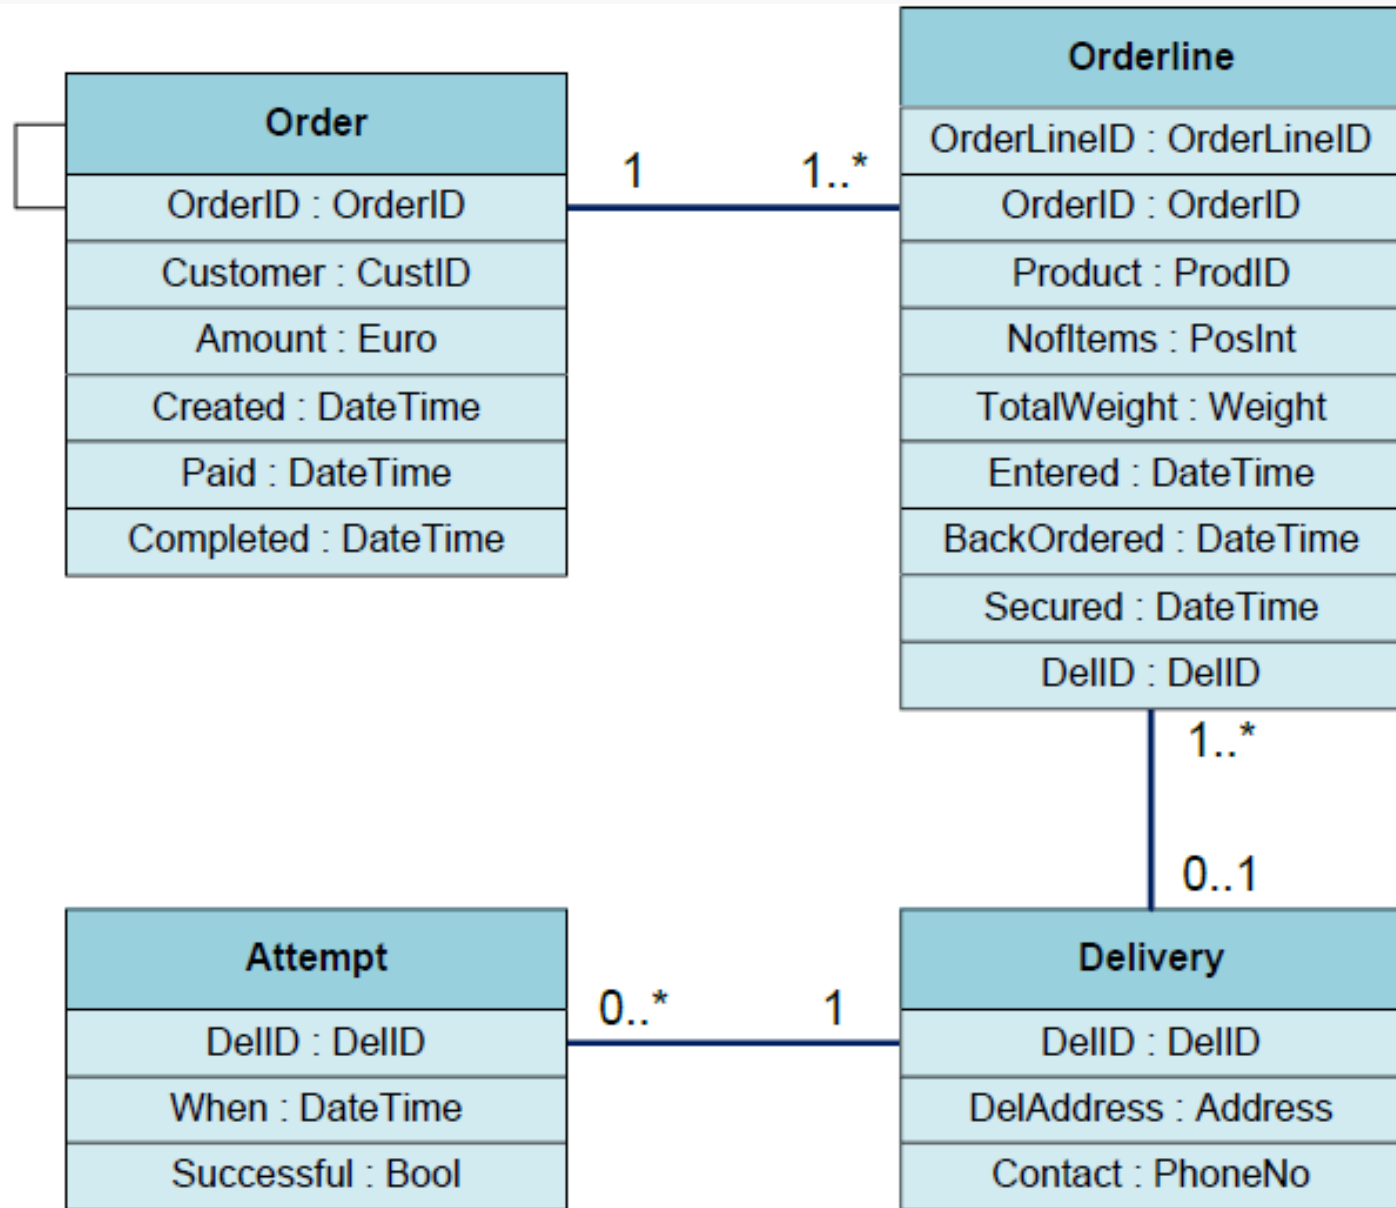 Order
OrderID : OrderID
Customer : CustID
Amount : Euro
Created : DateTime
Paid : DateTime
Completed : DateTime
1
1..*
Orderline
OrderLineID : OrderLineID
OrderID : OrderID
Product : ProdID
NofItems : PosInt
TotalWeight : Weight
Entered : DateTime
BackOrdered : DateTime
Secured : DateTime
DelID : DelID
1..*
0..1
Attempt
DelID : DelID
When : DateTime
Successful : Bool
0..*
1
Delivery
DelID : DelID
DelAddress : Address
Contact : PhoneNo